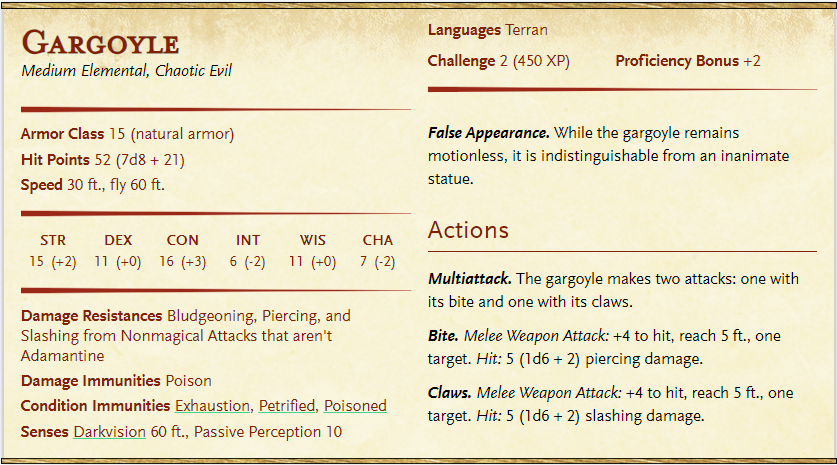 Gargoyle
Medium Elemental, Chaotic Evil
Armor Class 15 (natural armor)
Hit Points 52 (7d8 + 21)
Speed 30 ft., fly 60 ft.
STR DEX CON INT WIS CHA
15 (+2) 11 (+0) 16 (+3) 6 (-2) 11 (+0) 7 (-2)
Damage Resistances Bludgeoning, Piercing, and
Slashing from Nonmagical Attacks that aren't
Adamantine
Damage Immunities Poison
Condition Immunities Exhaustion, Petrified, Poisoned
Senses Darkvision 60 ft., Passive Perception 10
Languages Terran
Challenge 2 (450 XP) Proficiency Bonus +2
False Appearance. While the gargoyle remains
motionless, it is indistinguishable from an inanimate
statue.
Actions
Multiattack. The gargoyle makes two attacks: one with
its bite and one with its claws.
Bite. Melee Weapon Attack: +4 to hit, reach 5 ft., one
target. Hit: 5 (1d6 + 2) piercing damage.
Claws. Melee Weapon Attack: +4 to hit, reach 5 ft., one
target. Hit: 5 (1d6 + 2) slashing damage.